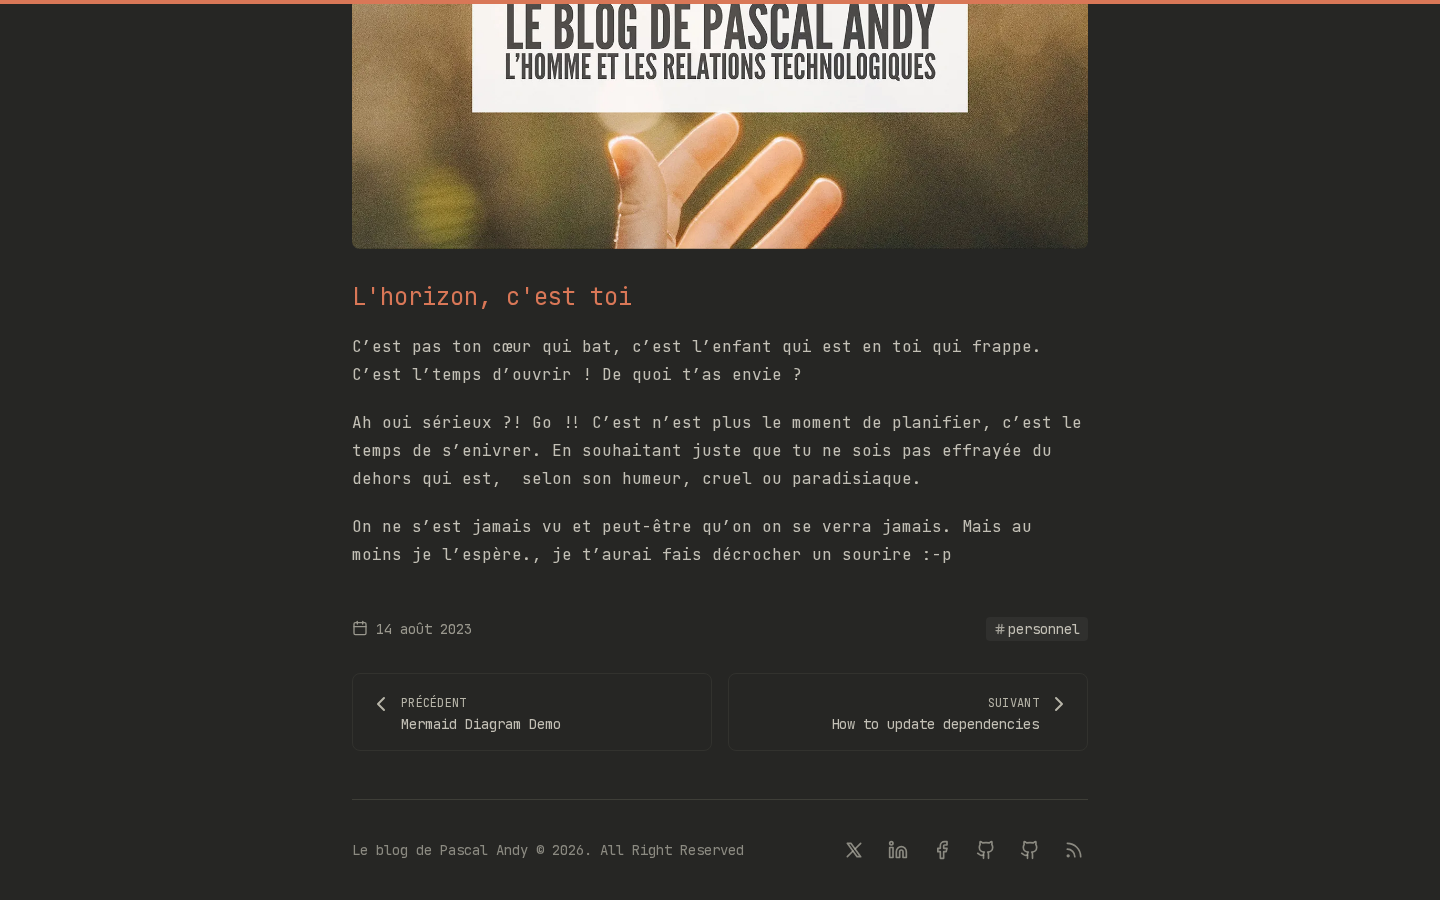 LE BLOG DE PASCAL ANDY
L'HOMME ET LES RELATIONS TECHNOLOGIQUES
L'horizon, c'est toi
C’est pas ton cœur qui bat, c’est l’enfant qui est en toi qui frappe.
C’est l’temps d’ouvrir ! De quoi t’as envie ?
Ah oui sérieux ?! Go !! C’est n’est plus le moment de planifier, c’est le
temps de s’enivrer. En souhaitant juste que tu ne sois pas effrayée du
dehors qui est,  selon son humeur, cruel ou paradisiaque.
On ne s’est jamais vu et peut-être qu’on on se verra jamais. Mais au
moins je l’espère., je t’aurai fais décrocher un sourire :-p
14 août 2023
#personnel
PRÉCÉDENT
Mermaid Diagram Demo
SUIVANT
How to update dependencies
Le blog de Pascal Andy © 2026. All Right Reserved